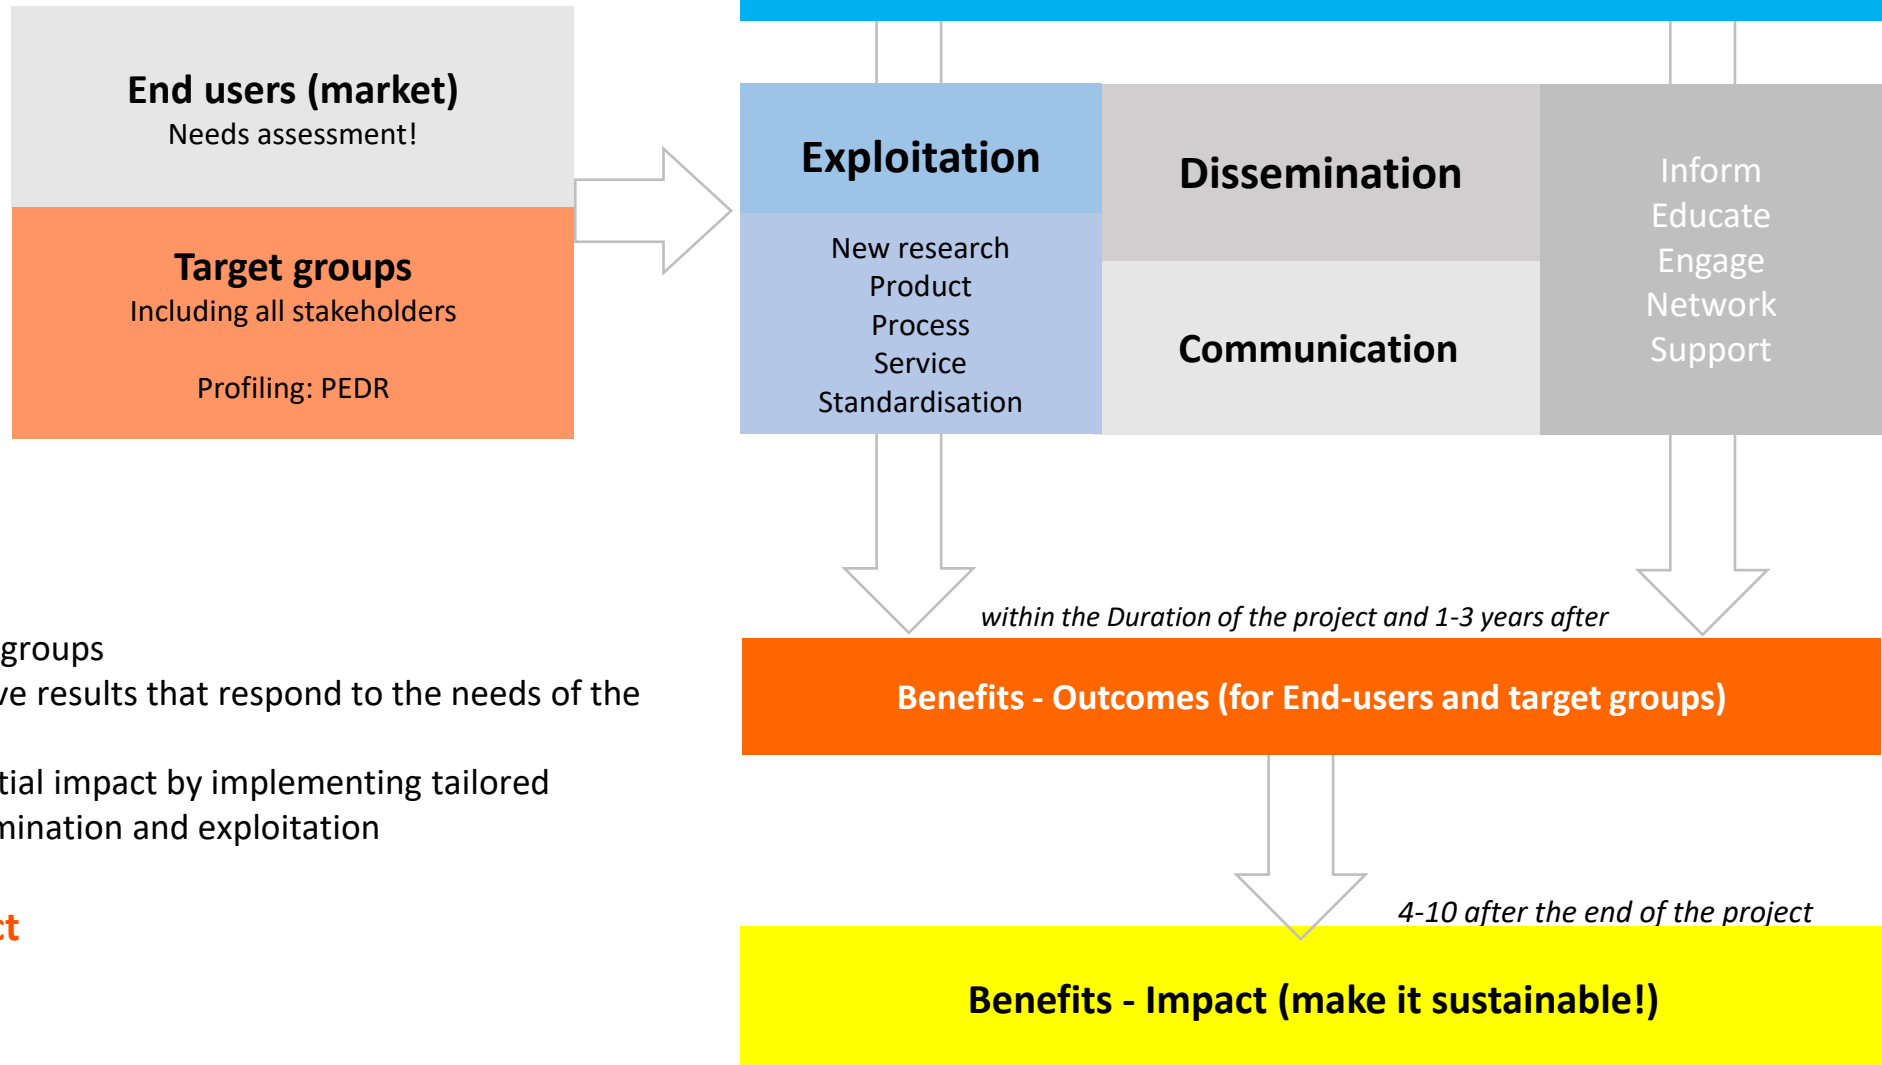 End users (market)
Needs assessment!
Target groups
Including all stakeholders
Profiling: PEDR
Exploitation
New research
Product
Process
Service
Standardisation
Dissemination
Communication
Inform
Educate
Engage
Network
Support
within the Duration of the project and 1-3 years after
Benefits - Outcomes (for End-users and target groups)
4-10 after the end of the project
Benefits - Impact (make it sustainable!)
groups
ve results that respond to the needs of the
tial impact by implementing tailored
mination and exploitation
ct